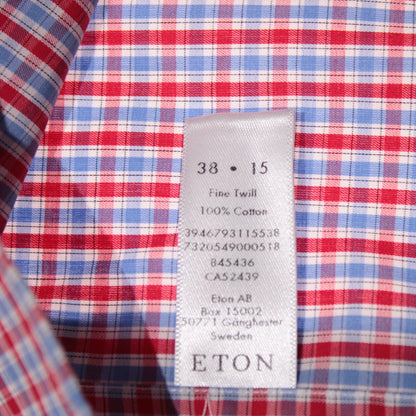 38 • 15
Fine Twill
100% Cotton
3946793115538
7320549000518
845436
CA52439
Eton AB
Box 15002
50771 Gånghester
Sweden
ETON